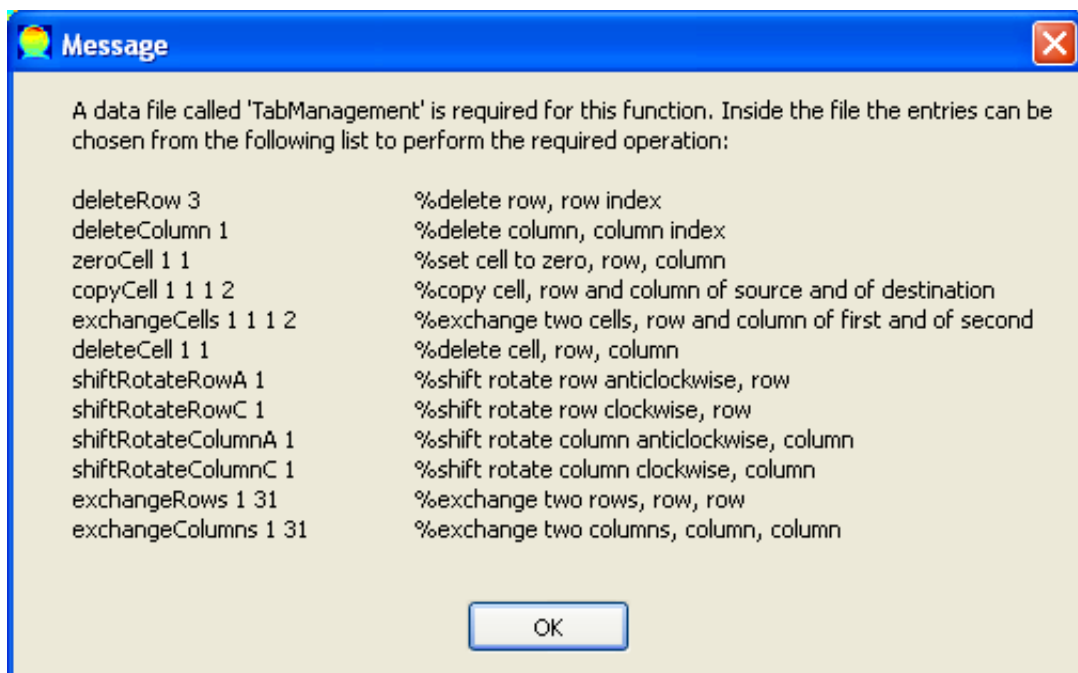 Message
A data file called 'TabManagement' is required for this function. Inside the file the entries can be
chosen from the following list to perform the required operation:
deleteRow 3 %delete row, row index
deleteColumn 1 %delete column, column index
zeroCell 1 1 %set cell to zero, row, column
copyCell 1 1 1 2 %copy cell, row and column of source and of destination
exchangeCells 1 1 1 2 %exchange two cells, row and column of first and of second
deleteCell 1 1 %delete cell, row, column
shiftRotateRowA 1 %shift rotate row anticlockwise, row
shiftRotateRowC 1 %shift rotate row clockwise, row
shiftRotateColumnA 1 %shift rotate column anticlockwise, column
shiftRotateColumnC 1 %shift rotate column clockwise, column
exchangeRows 1 31 %exchange two rows, row, row
exchangeColumns 1 31 %exchange two columns, column, column
OK